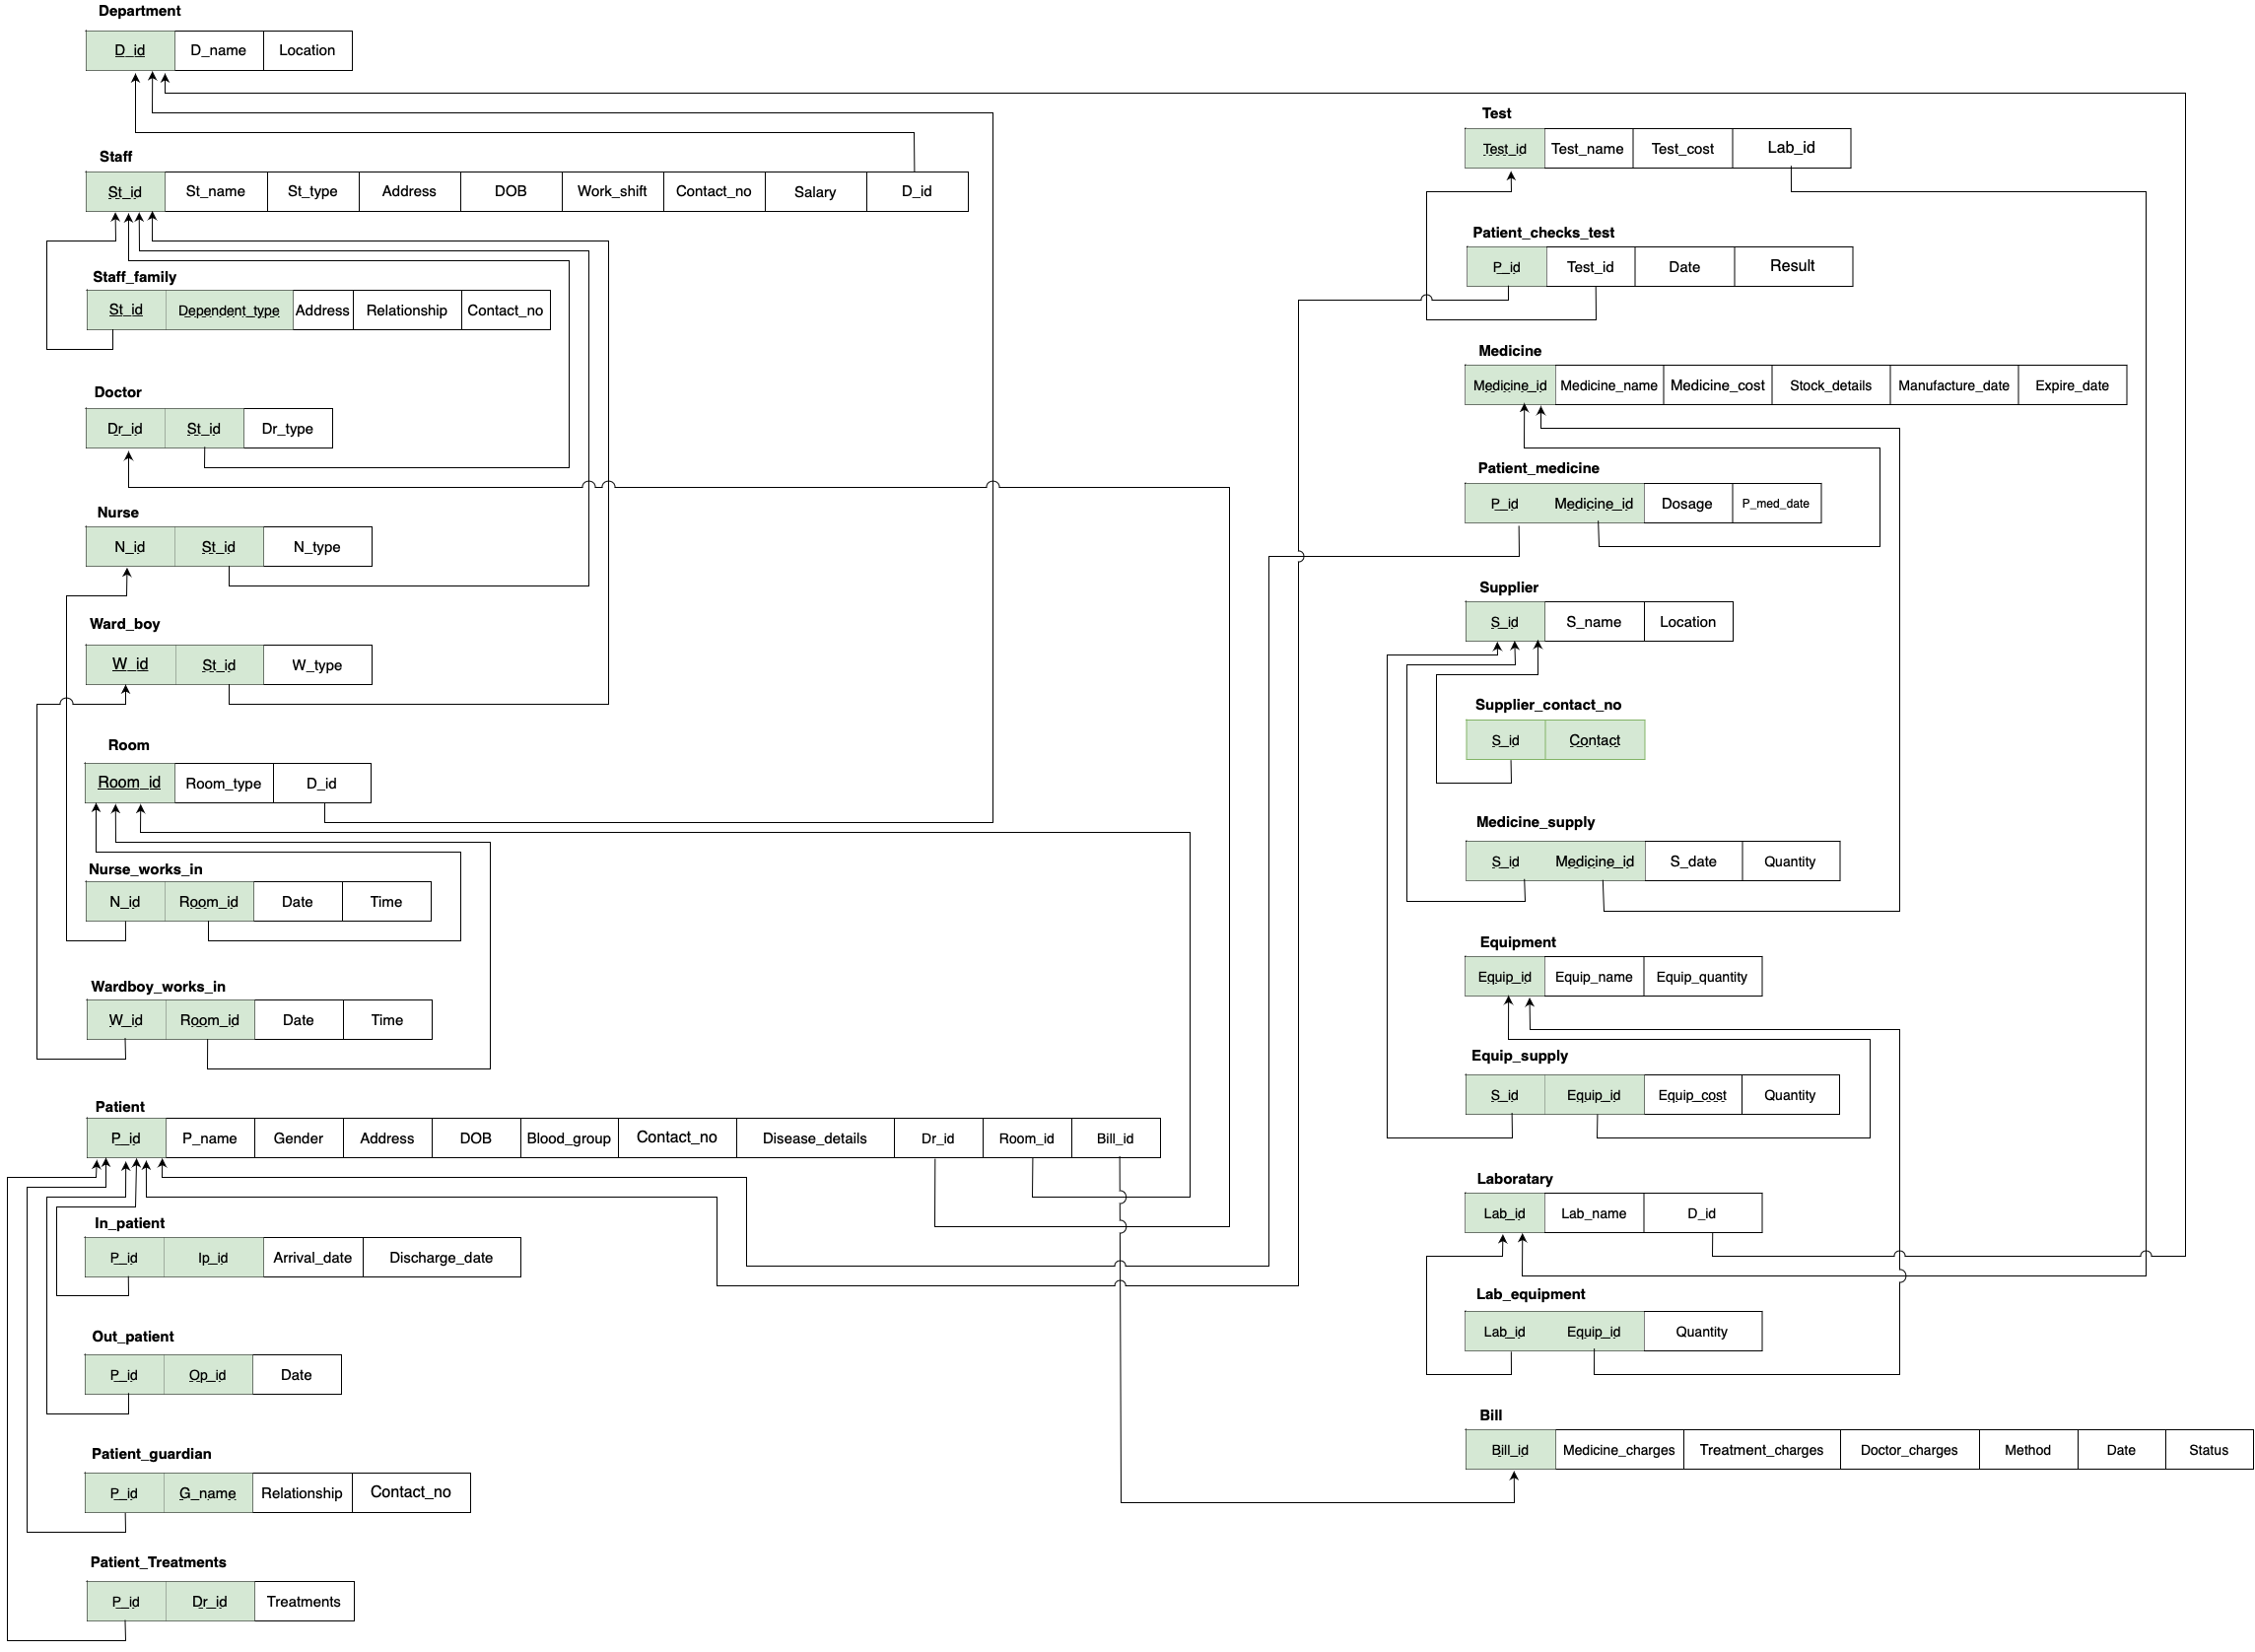 Department
D_id D_name Location
Staff
St_id St_name St_type Address DOB Work_shift Contact_no Salary D_id
Staff_family
St_id Dependent_type Address Relationship Contact_no
Doctor
Dr_id St_id Dr_type
Nurse
N_id St_id N_type
Ward_boy
W_id St_id W_type
Room
Room_id Room_type D_id
Nurse_works_in
N_id Room_id Date Time
Wardboy_works_in
W_id Room_id Date Time
Patient
P_id P_name Gender Address DOB Blood_group Contact_no Disease_details Dr_id Room_id Bill_id
In_patient
P_id Ip_id Arrival_date Discharge_date
Out_patient
P_id Op_id Date
Patient_guardian
P_id G_name Relationship Contact_no
Patient_Treatments
P_id Dr_id Treatments
Test
Test_id Test_name Test_cost Lab_id
Patient_checks_test
P_id Test_id Date Result
Medicine
Medicine_id Medicine_name Medicine_cost Stock_details Manufacture_date Expire_date
Patient_medicine
P_id Medicine_id Dosage P_med_date
Supplier
S_id S_name Location
Supplier_contact_no
S_id Contact
Medicine_supply
S_id Medicine_id S_date Quantity
Equipment
Equip_id Equip_name Equip_quantity
Equip_supply
S_id Equip_id Equip_cost Quantity
Laboratary
Lab_id Lab_name D_id
Lab_equipment
Lab_id Equip_id Quantity
Bill
Bill_id Medicine_charges Treatment_charges Doctor_charges Method Date Status